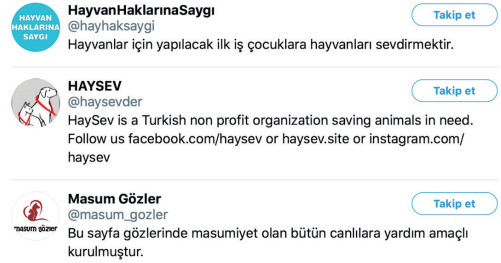 HAYVAN
HAKLARINA
SAYGI
HayvanHaklarınaSaygı
@hayhaksaygi
Takip et
Hayvanlar için yapılacak ilk iş çocuklara hayvanları sevdirmektir.
HAYSEV
@haysevder
Takip et
HaySev is a Turkish non profit organization saving animals in need.
Follow us facebook.com/haysev or haysev.site or instagram.com/
haysev
masum gözler
Masum Gözler
@masum_gozler
Takip et
Bu sayfa gözlerinde masumiyet olan bütün canlılara yardım amaçlı
kurulmuştur.